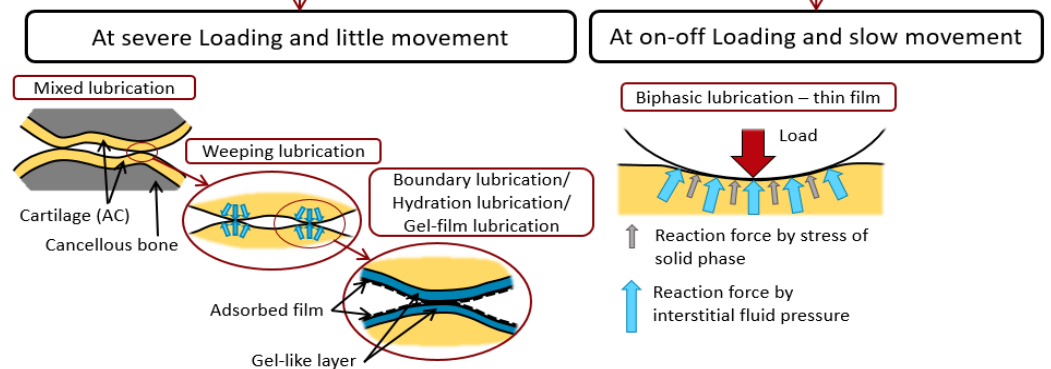 At severe Loading and little movement
At on-off Loading and slow movement
Mixed lubrication
Cartilage (AC)
Cancellous bone
Weeping lubrication
Boundary lubrication/
Hydration lubrication/
Gel-film lubrication
Adsorbed film
Gel-like layer
Biphasic lubrication – thin film
Load
Reaction force by stress of
solid phase
Reaction force by
interstitial fluid pressure